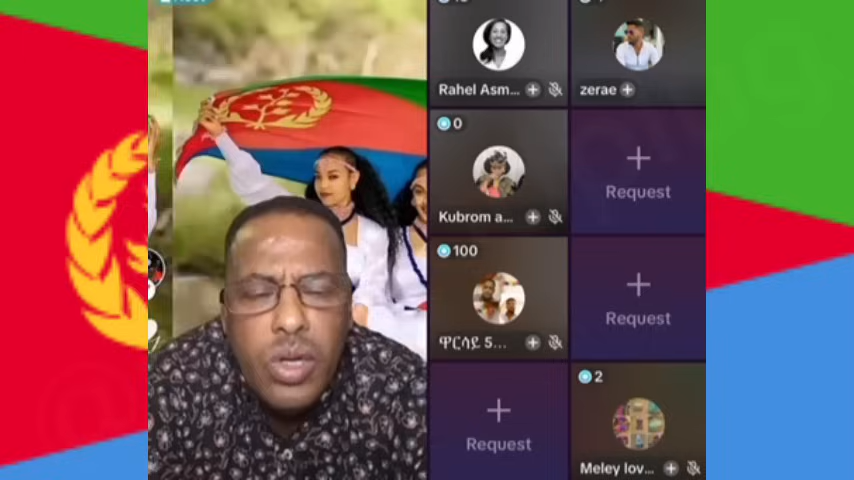 Rahel Asm...
zerae
0
Request
Kubrom a...
100
Request
ዋርሳይ 5...
2
Request
Meley lov...